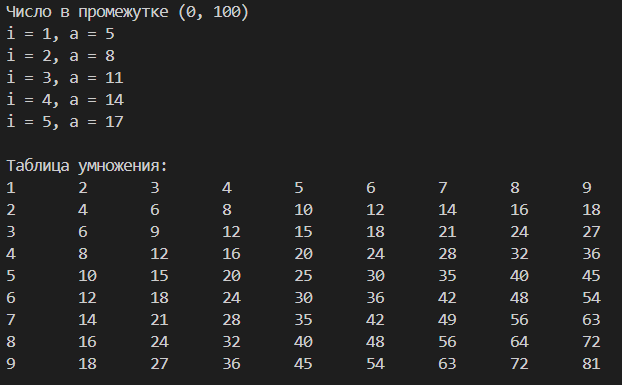 Число в промежутке (0, 100)
i = 1, a = 5
i = 2, a = 8
i = 3, a = 11
i = 4, a = 14
i = 5, a = 17
Таблица умножения:
1 2 3 4 5 6 7 8 9
2 4 6 8 10 12 14 16 18
3 6 9 12 15 18 21 24 27
4 8 12 16 20 24 28 32 36
5 10 15 20 25 30 35 40 45
6 12 18 24 30 36 42 48 54
7 14 21 28 35 42 49 56 63
8 16 24 32 40 48 56 64 72
9 18 27 36 45 54 63 72 81